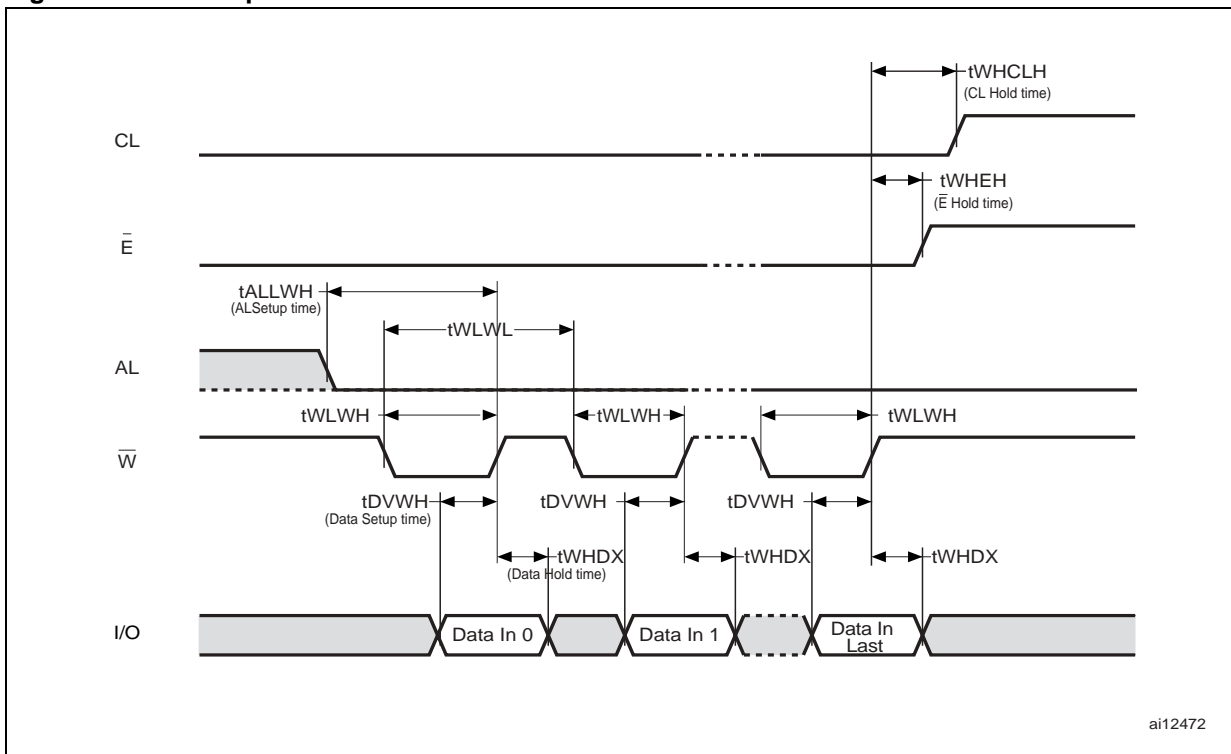 tWHCLH
(CL Hold time)
CL
tWHEH
(E̅ Hold time)
E̅
tALLWH
(ALSetup time)
tWLWL
AL
tWLWH
tWLWH
tWLWH
W̅
tDVWH
(Data Setup time)
tDVWH
tDVWH
tWHDX
(Data Hold time)
tWHDX
tWHDX
I/O
Data In 0
Data In 1
Data In
Last
ai12472